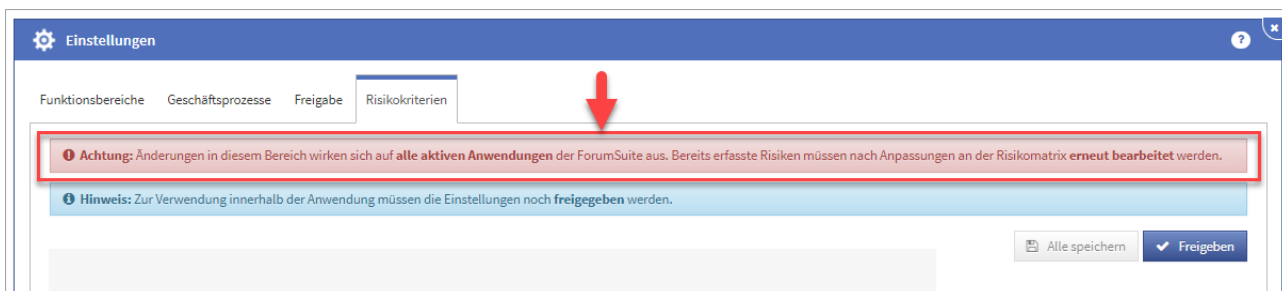 Einstellungen
?
x
Funktionsbereiche Geschäftsprozesse Freigabe Risikokriterien
Achtung: Änderungen in diesem Bereich wirken sich auf alle aktiven Anwendungen der ForumSuite aus. Bereits erfasste Risiken müssen nach Anpassungen an der Risikomatrix erneut bearbeitet werden.
Hinweis: Zur Verwendung innerhalb der Anwendung müssen die Einstellungen noch freigegeben werden.
Alle speichern Freigeben